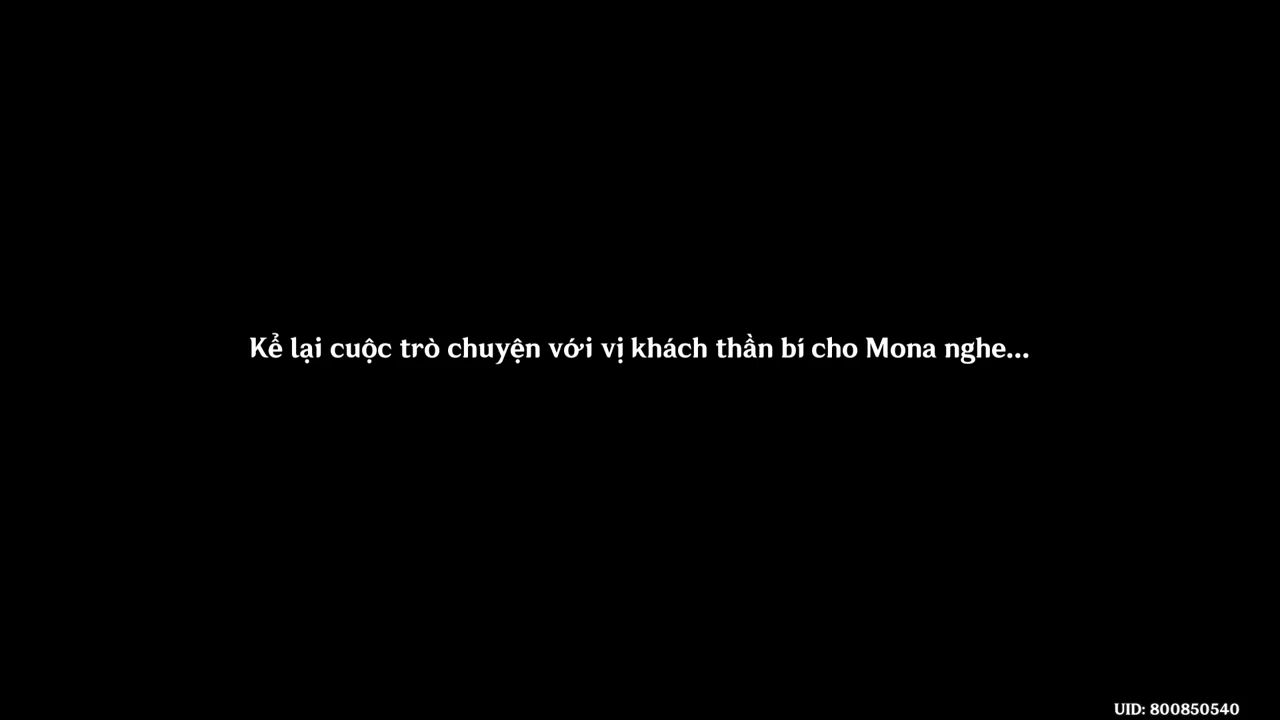 Kể lại cuộc trò chuyện với vị khách thần bí cho Mona nghe...
UID: 800850540